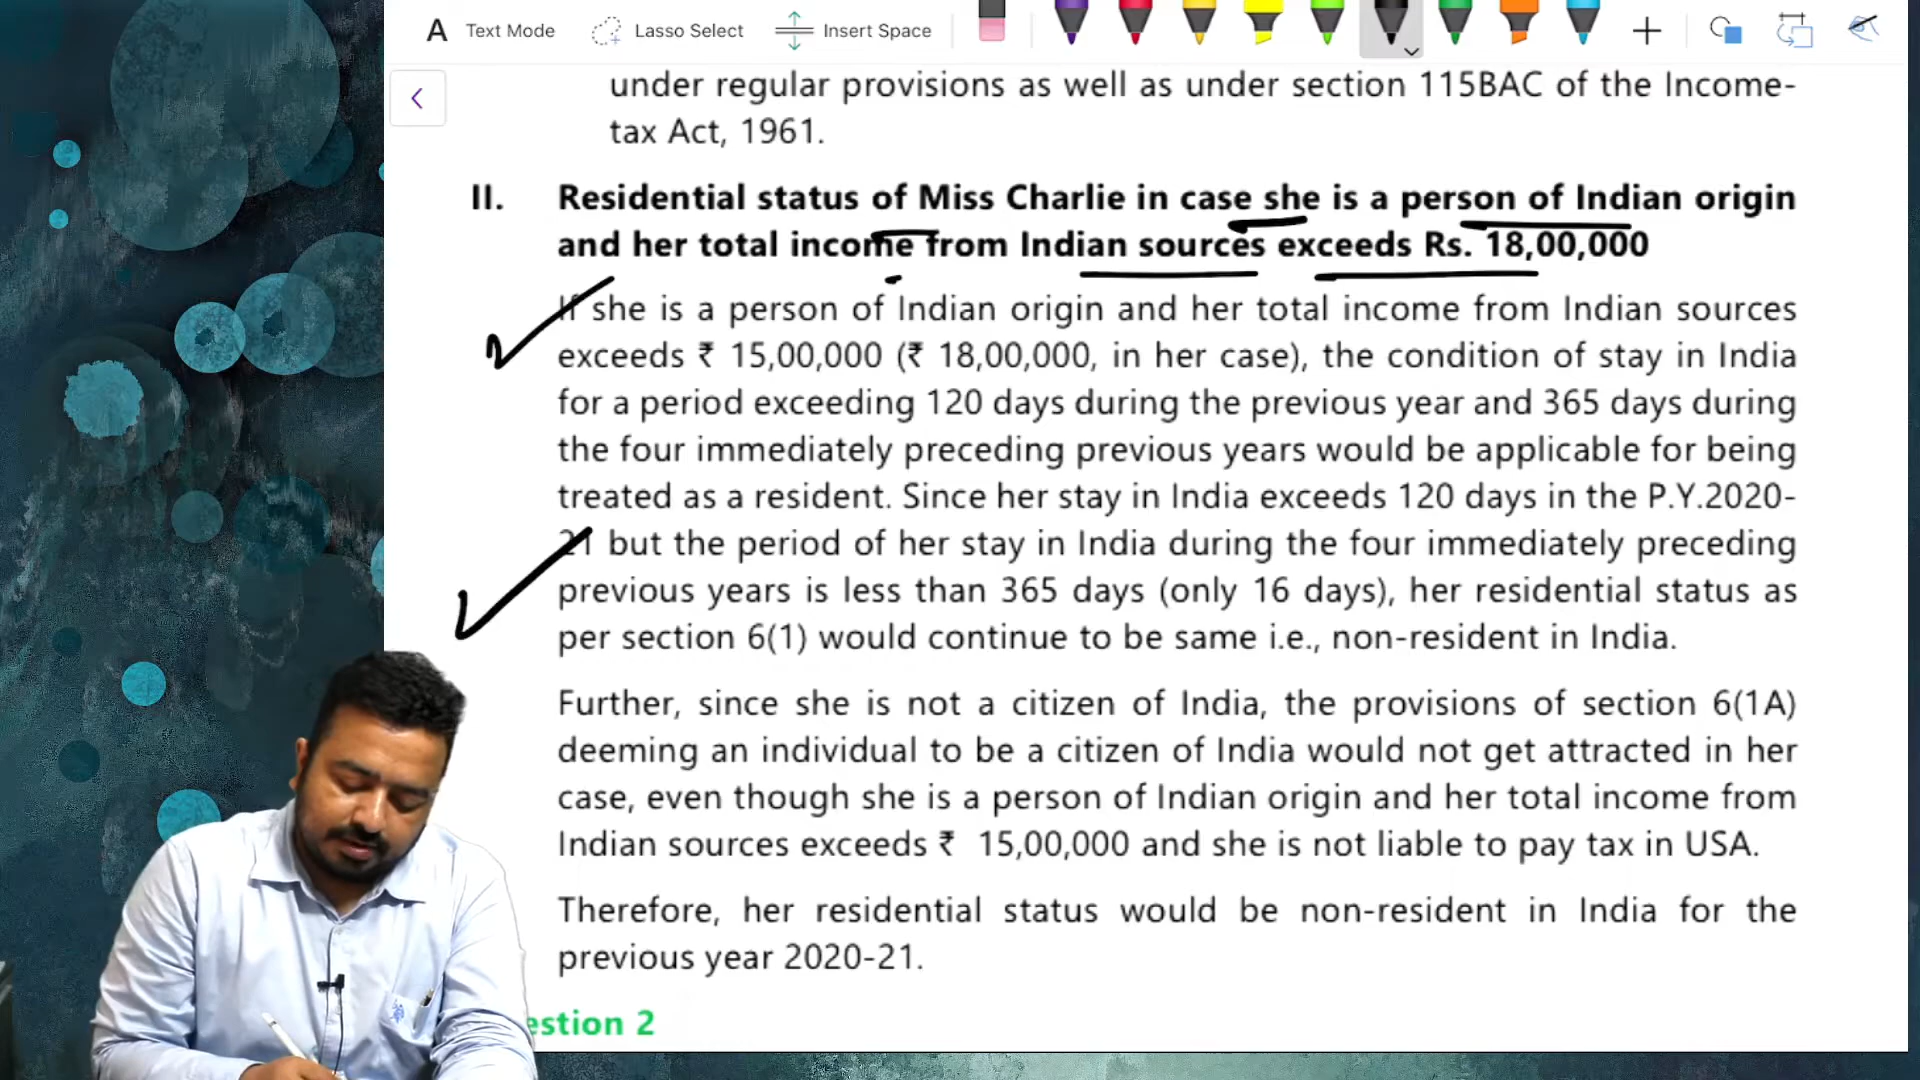 A Text Mode Lasso Select Insert Space
under regular provisions as well as under section 115BAC of the Income-
tax Act, 1961.
II. Residential status of Miss Charlie in case she is a person of Indian origin
and her total income from Indian sources exceeds Rs. 18,00,000
If she is a person of Indian origin and her total income from Indian sources
exceeds ₹ 15,00,000 (₹ 18,00,000, in her case), the condition of stay in India
for a period exceeding 120 days during the previous year and 365 days during
the four immediately preceding previous years would be applicable for being
treated as a resident. Since her stay in India exceeds 120 days in the P.Y.2020-
21 but the period of her stay in India during the four immediately preceding
previous years is less than 365 days (only 16 days), her residential status as
per section 6(1) would continue to be same i.e., non-resident in India.
Further, since she is not a citizen of India, the provisions of section 6(1A)
deeming an individual to be a citizen of India would not get attracted in her
case, even though she is a person of Indian origin and her total income from
Indian sources exceeds ₹ 15,00,000 and she is not liable to pay tax in USA.
Therefore, her residential status would be non-resident in India for the
previous year 2020-21.
estion 2